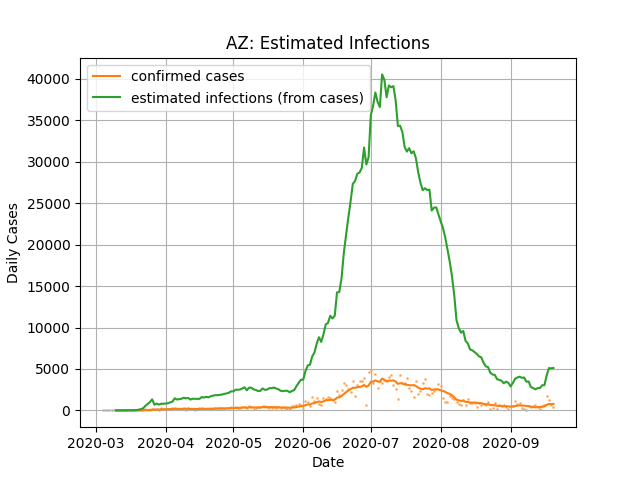 AZ: Estimated Infections
confirmed cases
estimated infections (from cases)
40000
35000
30000
25000
20000
15000
10000
5000
0
Daily Cases
2020-03 2020-04 2020-05 2020-06 2020-07 2020-08 2020-09
Date